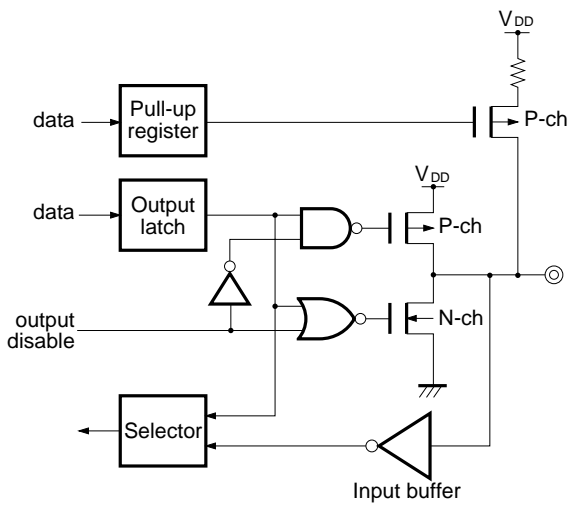 VDD
Pull-up
register
data
P-ch
VDD
Output
latch
data
P-ch
output
disable
N-ch
Selector
Input buffer